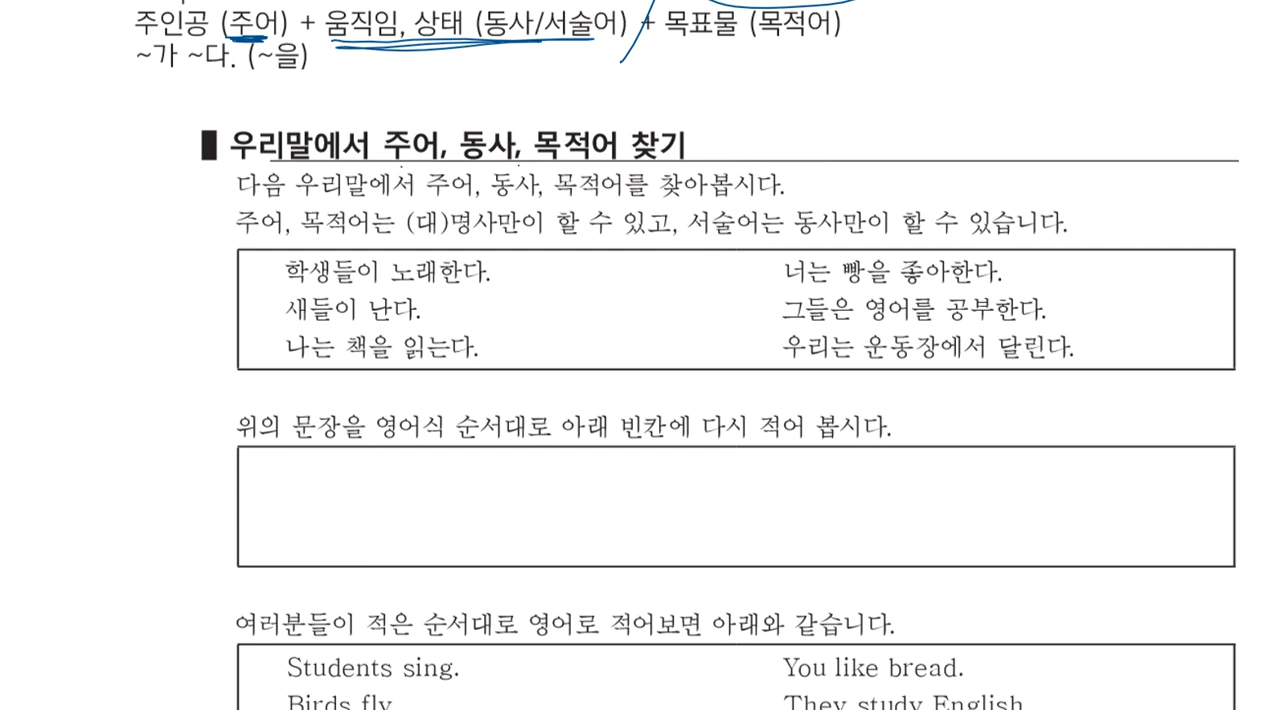 주인공 (주어) + 움직임, 상태 (동사/서술어) + 목표물 (목적어)
~가 ~다. (~을)
우리말에서 주어, 동사, 목적어 찾기
다음 우리말에서 주어, 동사, 목적어를 찾아봅시다.
주어, 목적어는 (대)명사만이 할 수 있고, 서술어는 동사만이 할 수 있습니다.
학생들이 노래한다. 너는 빵을 좋아한다.
새들이 난다. 그들은 영어를 공부한다.
나는 책을 읽는다. 우리는 운동장에서 달린다.
위의 문장을 영어식 순서대로 아래 빈칸에 다시 적어 봅시다.
여러분들이 적은 순서대로 영어로 적어보면 아래와 같습니다.
Students sing. You like bread.
Birds fly. They study English